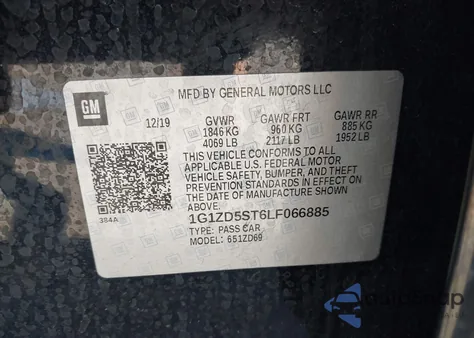 MFD BY GENERAL MOTORS LLC
GM
12/19 GVWR GAWR FRT GAWR RR
1846 KG 960 KG 885 KG
4069 LB 2117 LB 1952 LB
THIS VEHICLE CONFORMS TO ALL
APPLICABLE U.S. FEDERAL MOTOR
VEHICLE SAFETY, BUMPER, AND THEFT
PREVENTION STANDARDS IN EFFECT ON
THE DATE OF MANUFACTURE SHOWN
ABOVE.
384A
1G1ZD5ST6LF066885
TYPE: PASS CAR
MODEL: 651ZD69